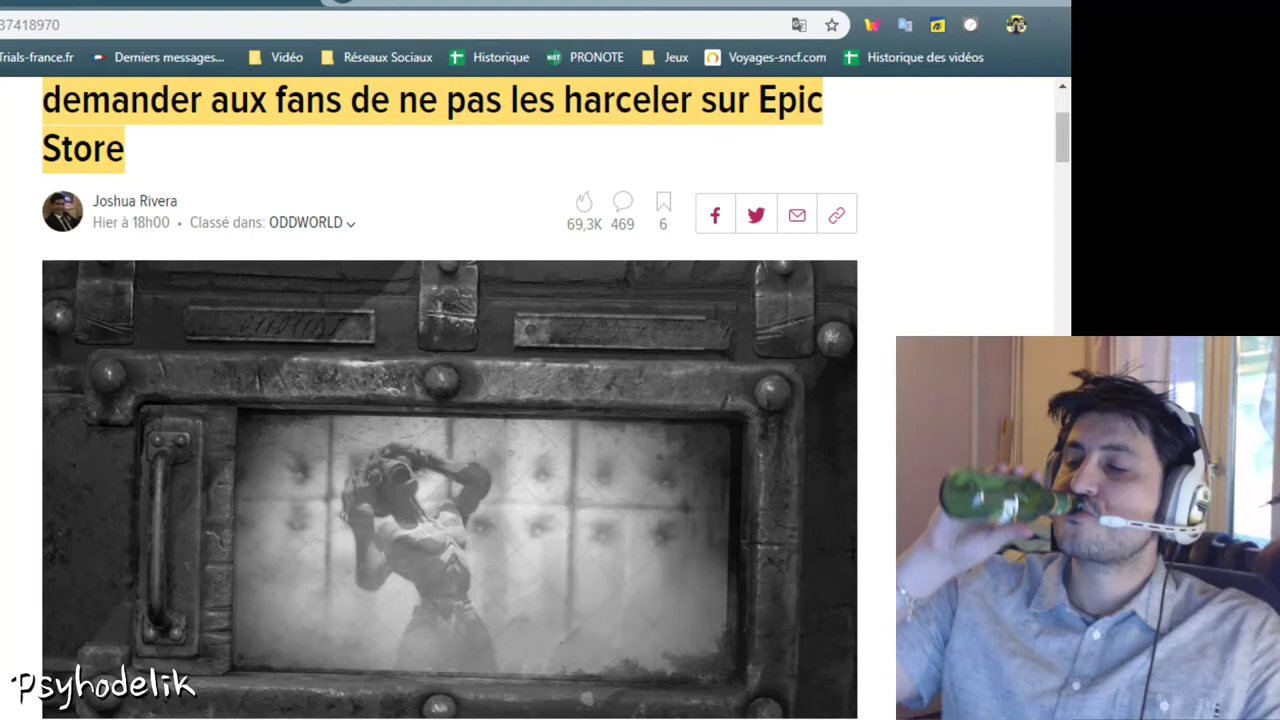 37418970
Trials-france.fr
Derniers messages...
Vidéo
Réseaux Sociaux
Historique
NOT
PRONOTE
Jeux
Voyages-sncf.com
Historique des vidéos
demander aux fans de ne pas les harceler sur Epic
Store
Joshua Rivera
Hier à 18h00 • Classé dans: ODDWORLD
69,3K
469
6
Psyhodelik